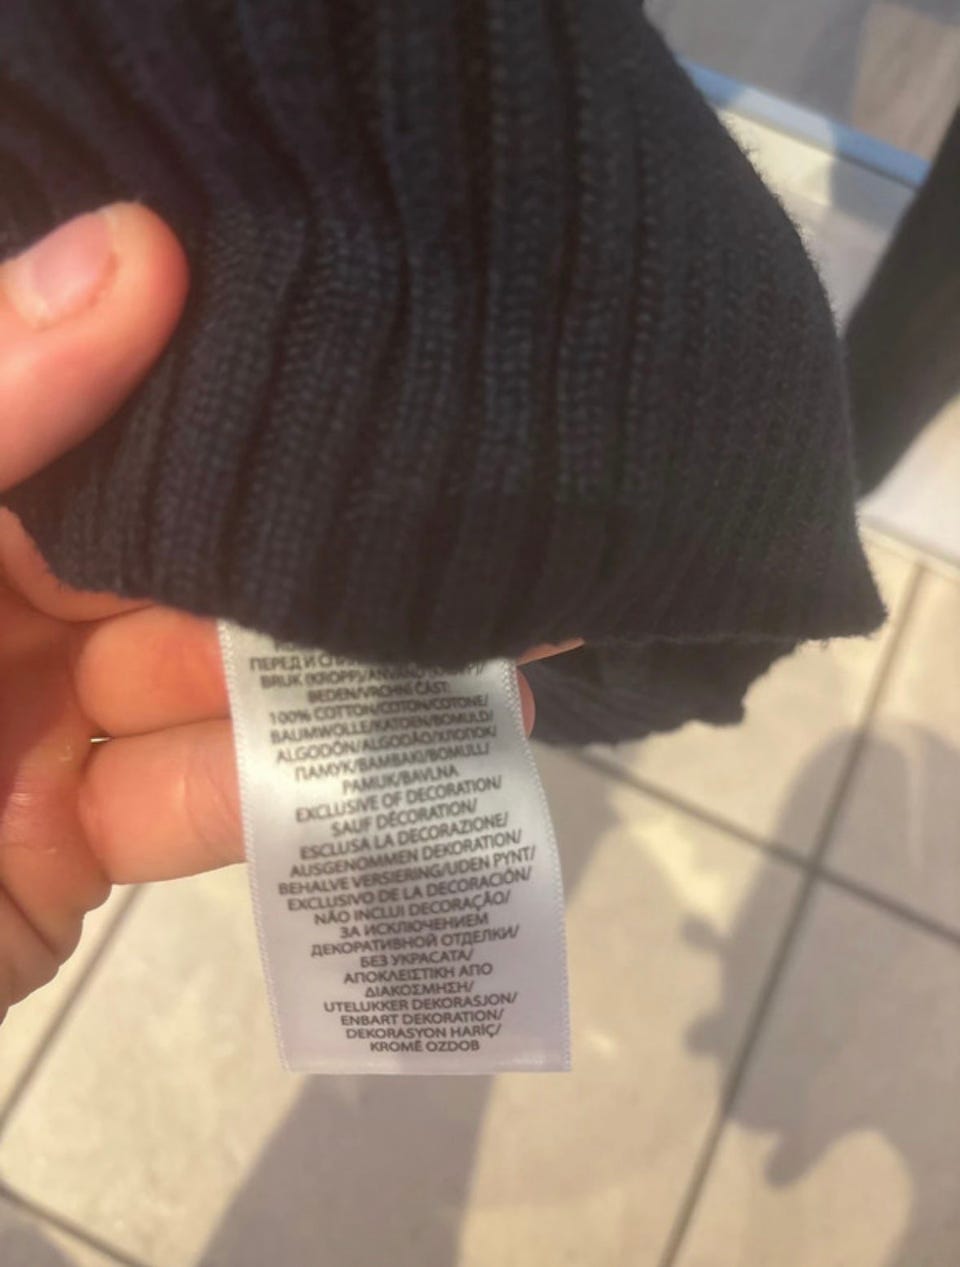 ПЕРЕД И
BRUK (KROPP)/
BEDEN/VRCHNÍ ČÁST:
100% COTTON/COTON/COTONE/
BAUMWOLLE/KATOEN/BOMULD/
ALGODÓN/ALGODÃO/ХЛОПОК/
ПАМУК/ΒΑΜΒΑΚΙ/BOMULL/
PAMUK/BAVLNA
EXCLUSIVE OF DECORATION/
SAUF DÉCORATION/
ESCLUSA LA DECORAZIONE/
AUSGENOMMEN DEKORATION/
BEHALVE VERSIERING/UDEN PYNT/
EXCLUSIVO DE LA DECORACIÓN/
NÃO INCLUI DECORAÇÃO/
ЗА ИСКЛЮЧЕНИЕМ
ДЕКОРАТИВНОЙ ОТДЕЛКИ/
БЕЗ УКРАСАТА/
ΑΠΟΚΛΕΙΣΤΙΚΗ ΑΠΟ
ΔΙΑΚΟΣΜΗΣΗ/
UTELUKKER DEKORASJON/
ENBART DEKORATION/
DEKORASYON HARİÇ/
KROMĚ OZDOB